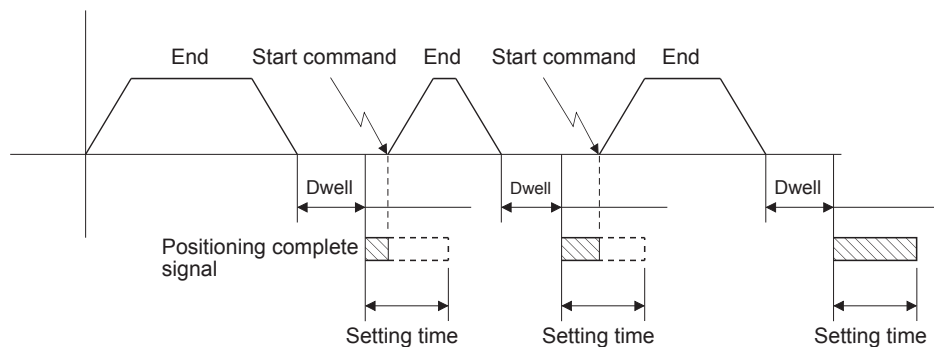 End
Start command
End
Start command
End
Dwell
Dwell
Dwell
Positioning complete
signal
Setting time
Setting time
Setting time